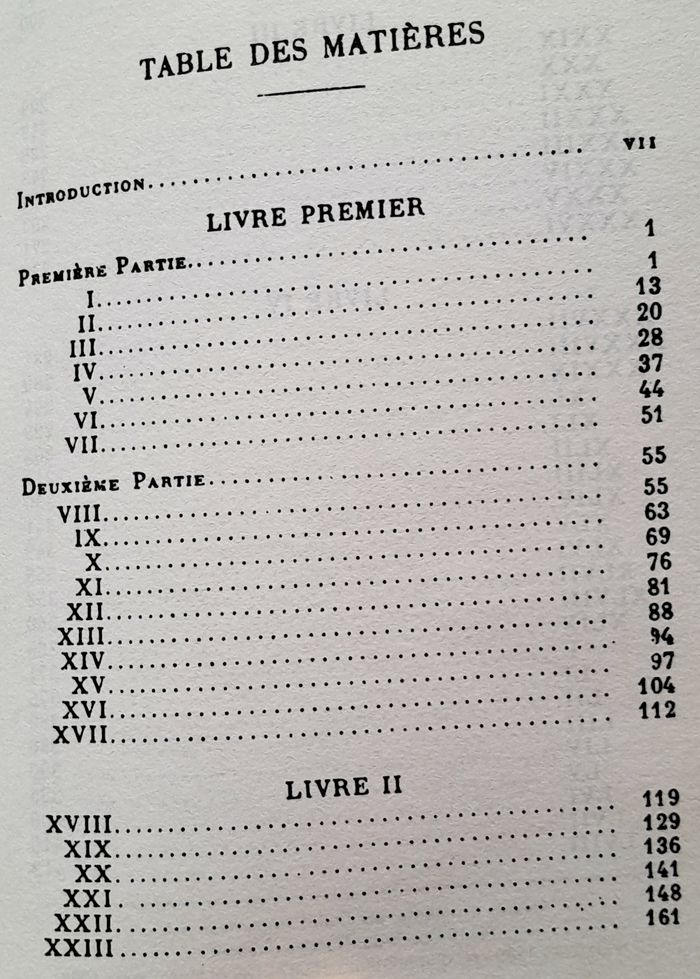 TABLE DES MATIÈRES
INTRODUCTION.............................. VII
LIVRE PREMIER
PREMIÈRE PARTIE.............................. 1
I.............................. 1
II.............................. 13
III.............................. 20
IV.............................. 28
V.............................. 37
VI.............................. 44
VII.............................. 51
DEUXIÈME PARTIE.............................. 55
VIII.............................. 55
IX.............................. 63
X.............................. 69
XI.............................. 76
XII.............................. 81
XIII.............................. 88
XIV.............................. 94
XV.............................. 97
XVI.............................. 104
XVII.............................. 112
LIVRE II
XVIII.............................. 119
XIX.............................. 129
XX.............................. 136
XXI.............................. 141
XXII.............................. 148
XXIII.............................. 161